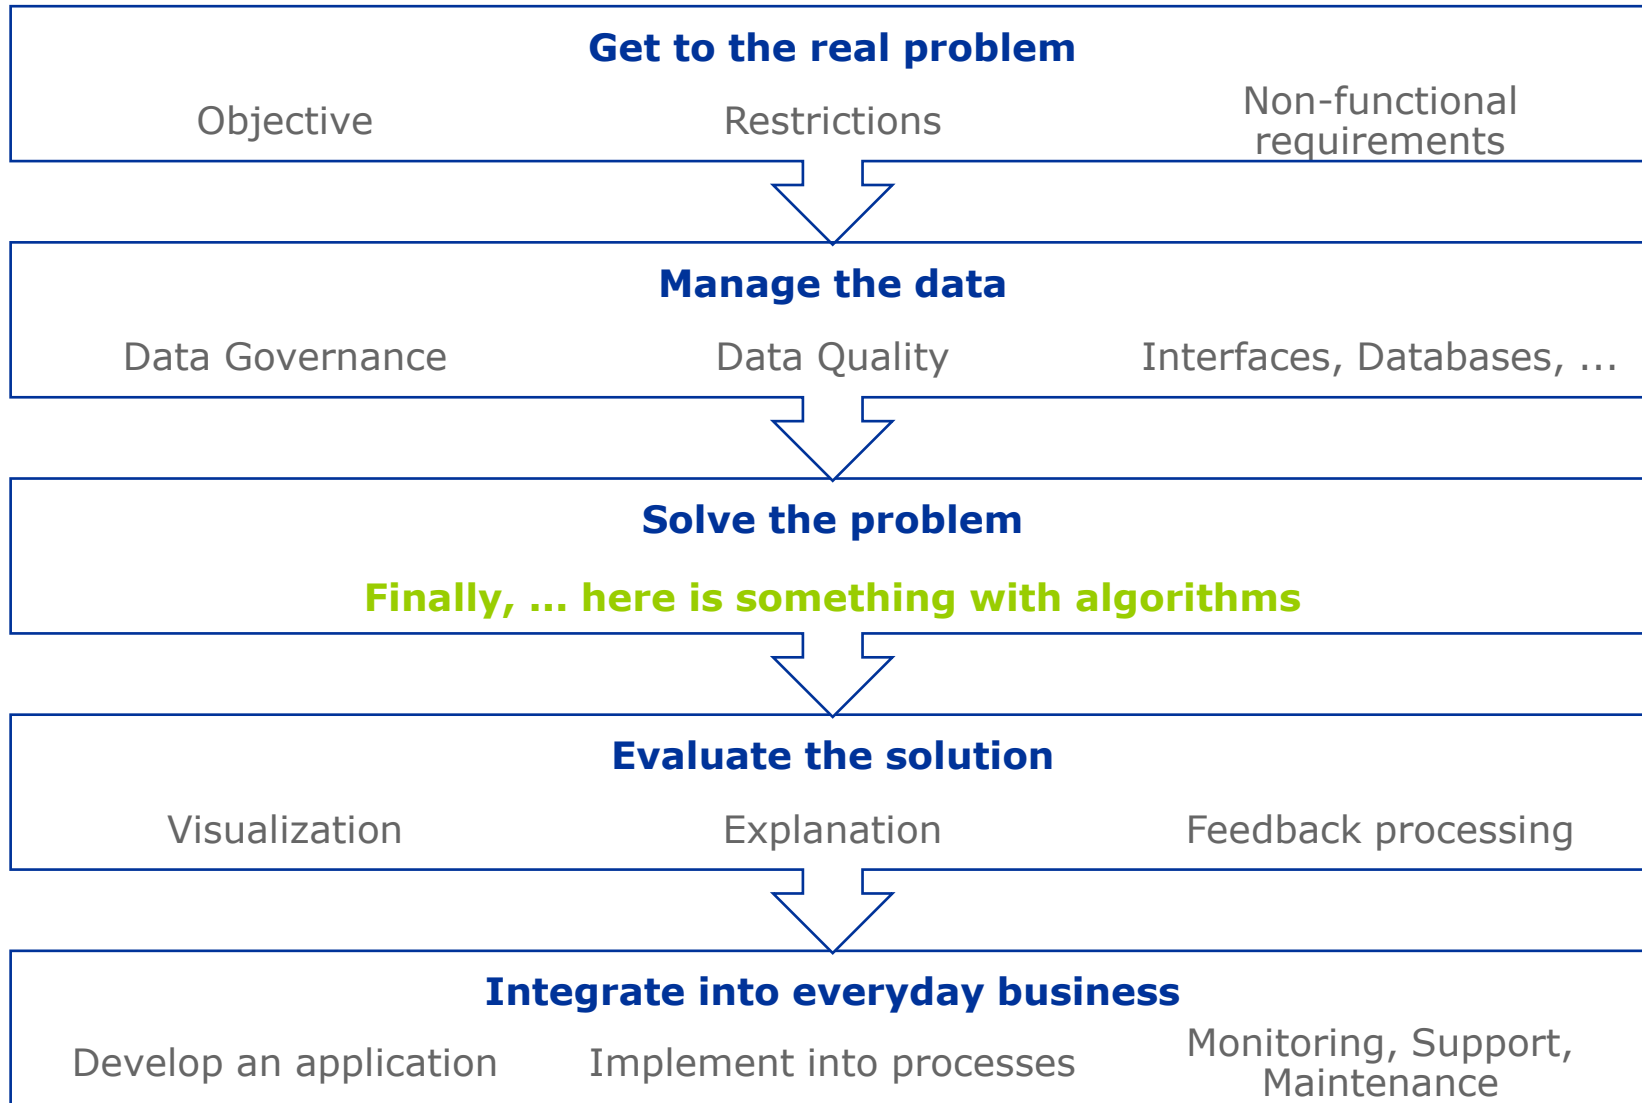 Get to the real problem
Objective
Restrictions
Non-functional
requirements
Manage the data
Data Governance
Data Quality
Interfaces, Databases, ...
Solve the problem
Finally, ... here is something with algorithms
Evaluate the solution
Visualization
Explanation
Feedback processing
Integrate into everyday business
Develop an application
Implement into processes
Monitoring, Support,
Maintenance